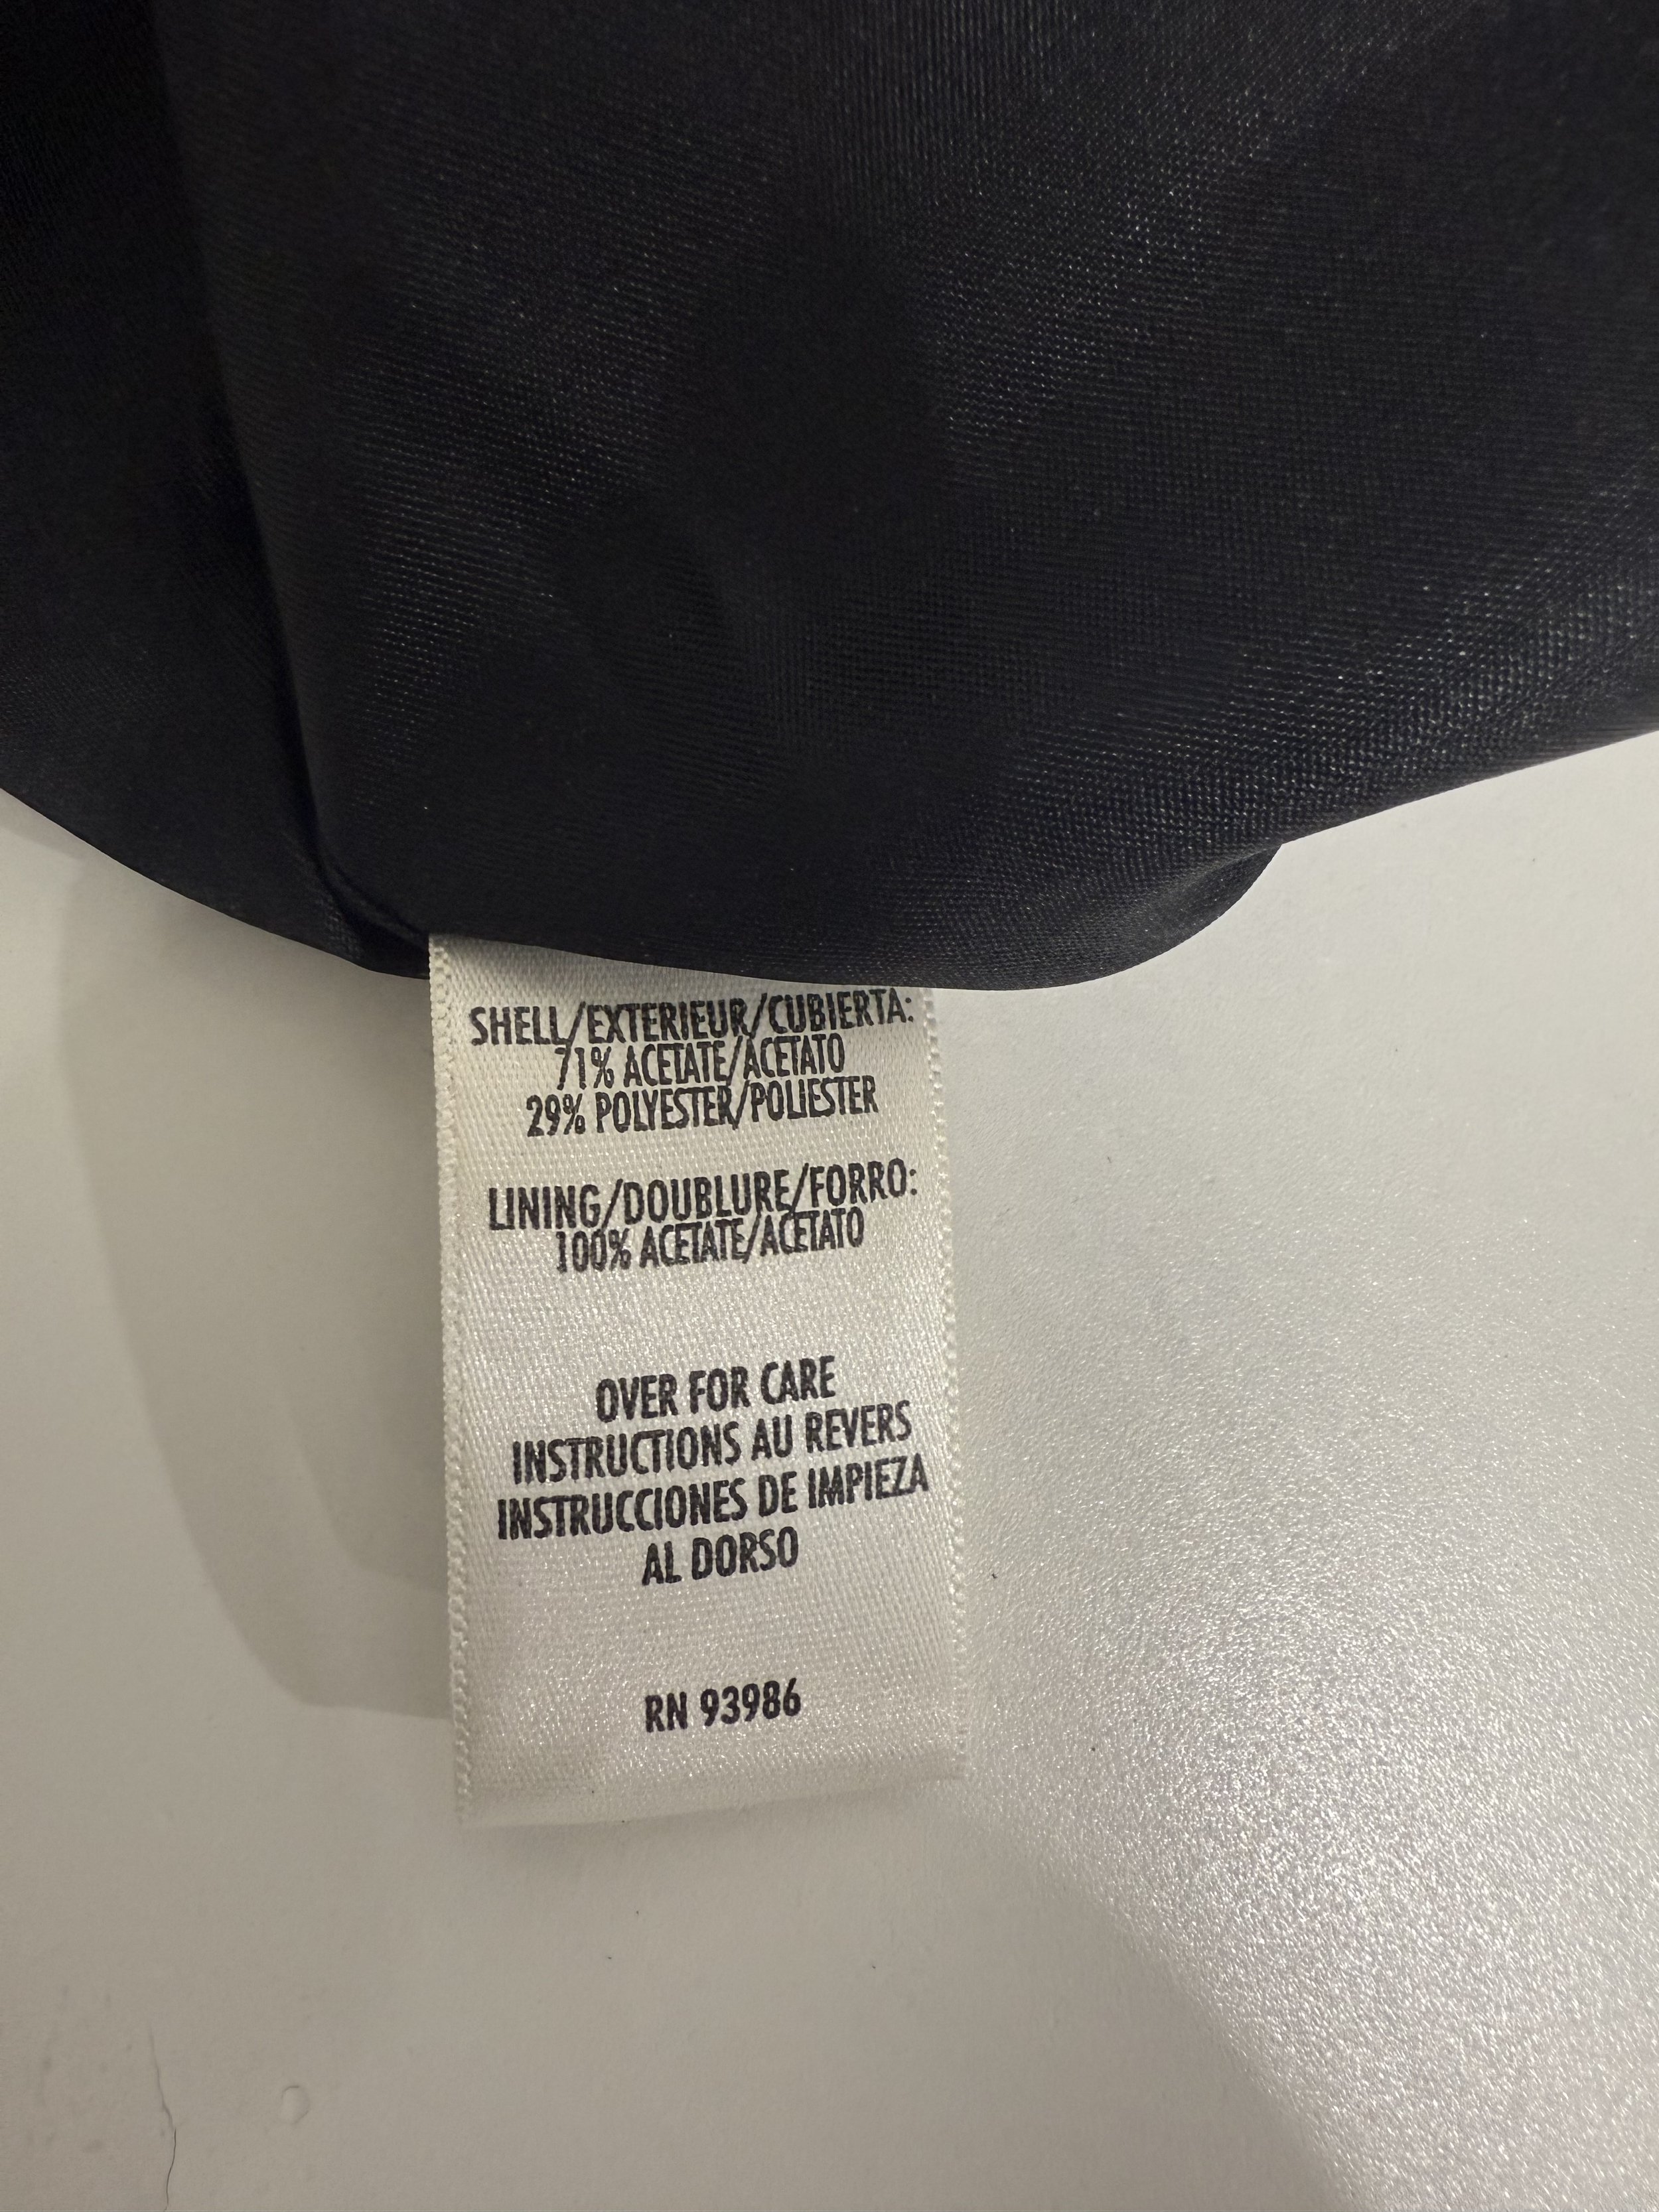 SHELL/EXTERIEUR/CUBIERTA:
71% ACETATE/ACETATO
29% POLYESTER/POLIESTER
LINING/DOUBLURE/FORRO:
100% ACETATE/ACETATO
OVER FOR CARE
INSTRUCTIONS AU REVERS
INSTRUCCIONES DE IMPIEZA
AL DORSO
RN 93986